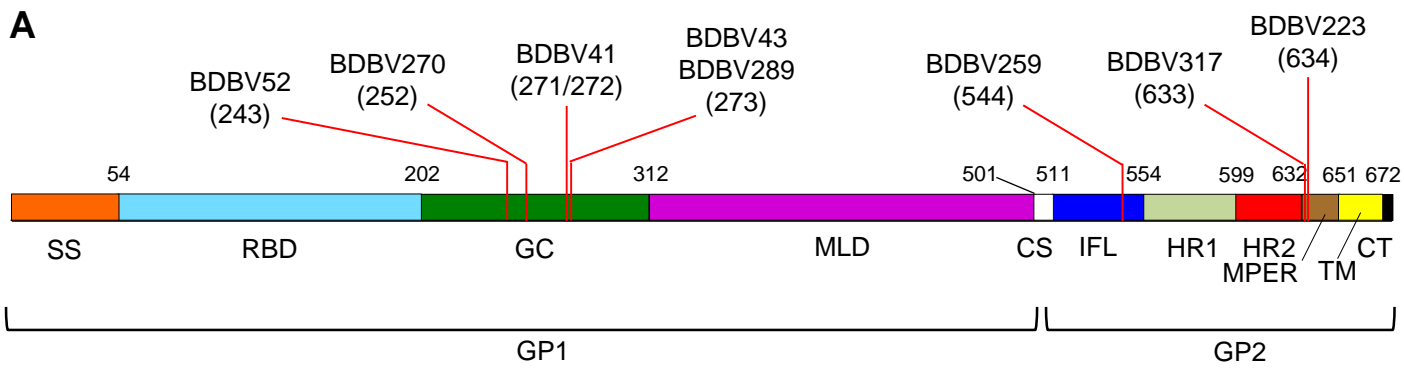 A
BDBV52
(243)
BDBV270
(252)
BDBV41
(271/272)
BDBV43
BDBV289
(273)
BDBV259
(544)
BDBV317
(633)
BDBV223
(634)
54
202
312
501
511
554
599
632
651
672
SS
RBD
GC
MLD
CS
IFL
HR1
HR2
MPER
TM
CT
GP1
GP2